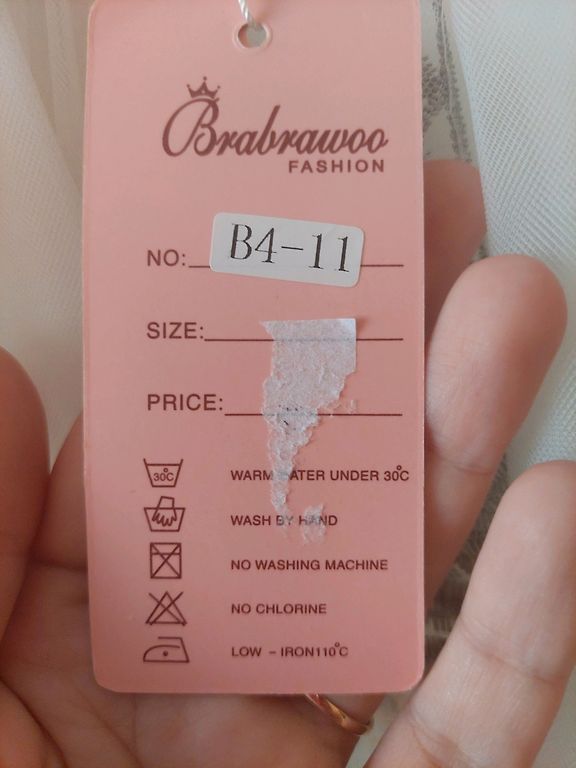 Brabrawoo
FASHION
NO: B4-11
SIZE:
PRICE:
30°C WARM WATER UNDER 30°C
WASH BY HAND
NO WASHING MACHINE
NO CHLORINE
LOW - IRON110°C